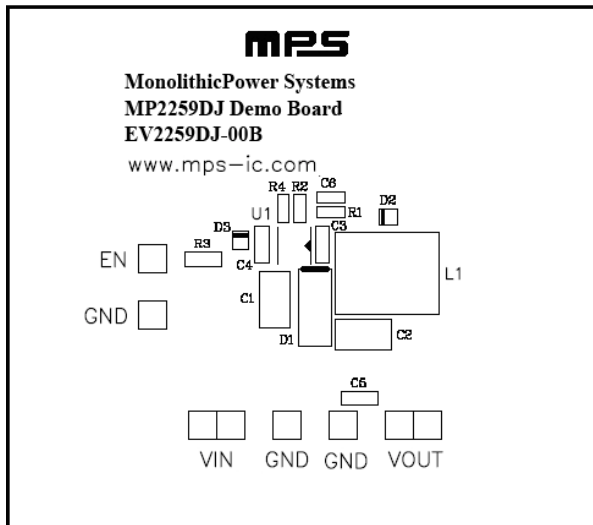 mps
MonolithicPower Systems
MP2259DJ Demo Board
EV2259DJ-00B
www.mps-ic.com
R4 R2 C6
R1 D2
U1
D3 C3
R3
EN
C4
L1
C1
GND
D1 C2
C5
VIN GND GND VOUT